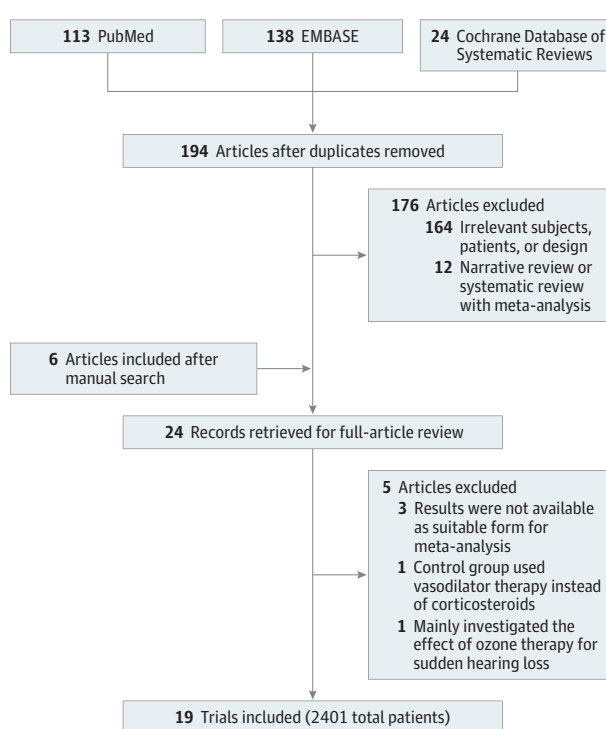 113 PubMed
138 EMBASE
24 Cochrane Database of
Systematic Reviews
194 Articles after duplicates removed
176 Articles excluded
164 Irrelevant subjects,
patients, or design
12 Narrative review or
systematic review
with meta-analysis
6 Articles included after
manual search
24 Records retrieved for full-article review
5 Articles excluded
3 Results were not available
as suitable form for
meta-analysis
1 Control group used
vasodilator therapy instead
of corticosteroids
1 Mainly investigated the
effect of ozone therapy for
sudden hearing loss
19 Trials included (2401 total patients)